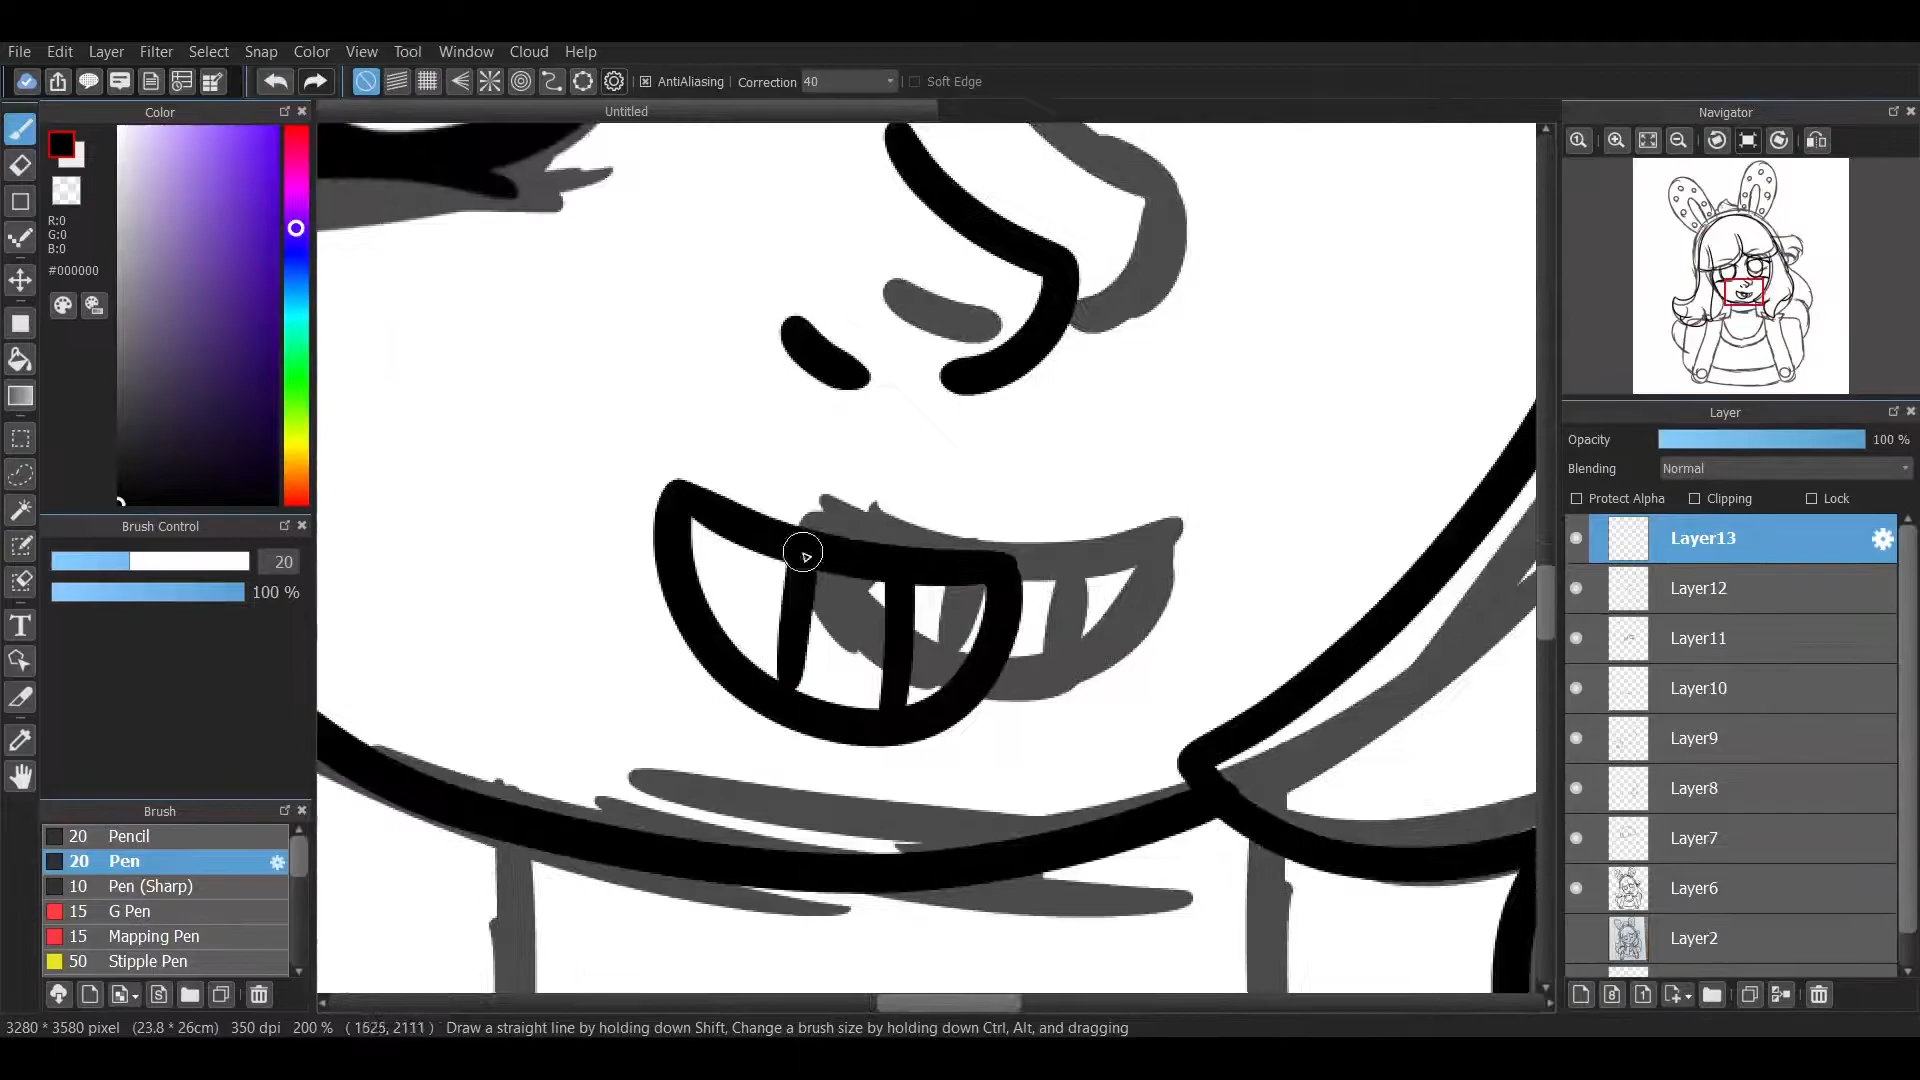 File Edit Layer Filter Select Snap Color View Tool Window Cloud Help
AntiAliasing Correction 40 Soft Edge
Color
Untitled
Navigator
R:0
G:0
B:0
#000000
Brush Control
20
100 %
Brush
20 Pencil
20 Pen
10 Pen (Sharp)
15 G Pen
15 Mapping Pen
50 Stipple Pen
Layer
Opacity 100 %
Blending Normal
Protect Alpha Clipping Lock
Layer13
Layer12
Layer11
Layer10
Layer9
Layer8
Layer7
Layer6
Layer2
3280 * 3580 pixel (23.8 * 26cm) 350 dpi 200 % ( 1625, 2111 ) Draw a straight line by holding down Shift, Change a brush size by holding down Ctrl, Alt, and dragging